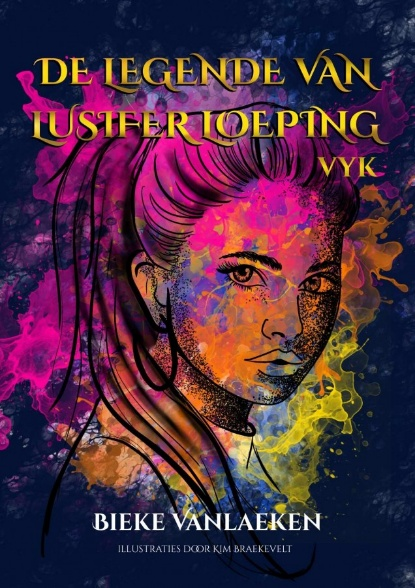 DE LEGENDE VAN
LUSIFER LOEPING
VYK
BIEKE VANLAEKEN
ILLUSTRATIES DOOR KIM BRAEKEVELT